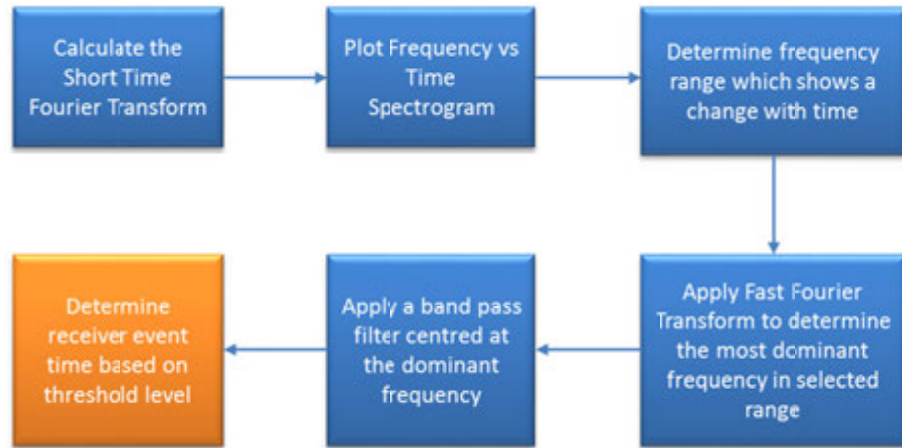 Calculate the
Short Time
Fourier Transform
Plot Frequency vs
Time
Spectrogram
Determine frequency
range which shows a
change with time
Apply Fast Fourier
Transform to determine
the most dominant
frequency in selected
range
Apply a band pass
filter centred at
the dominant
frequency
Determine
receiver event
time based on
threshold level